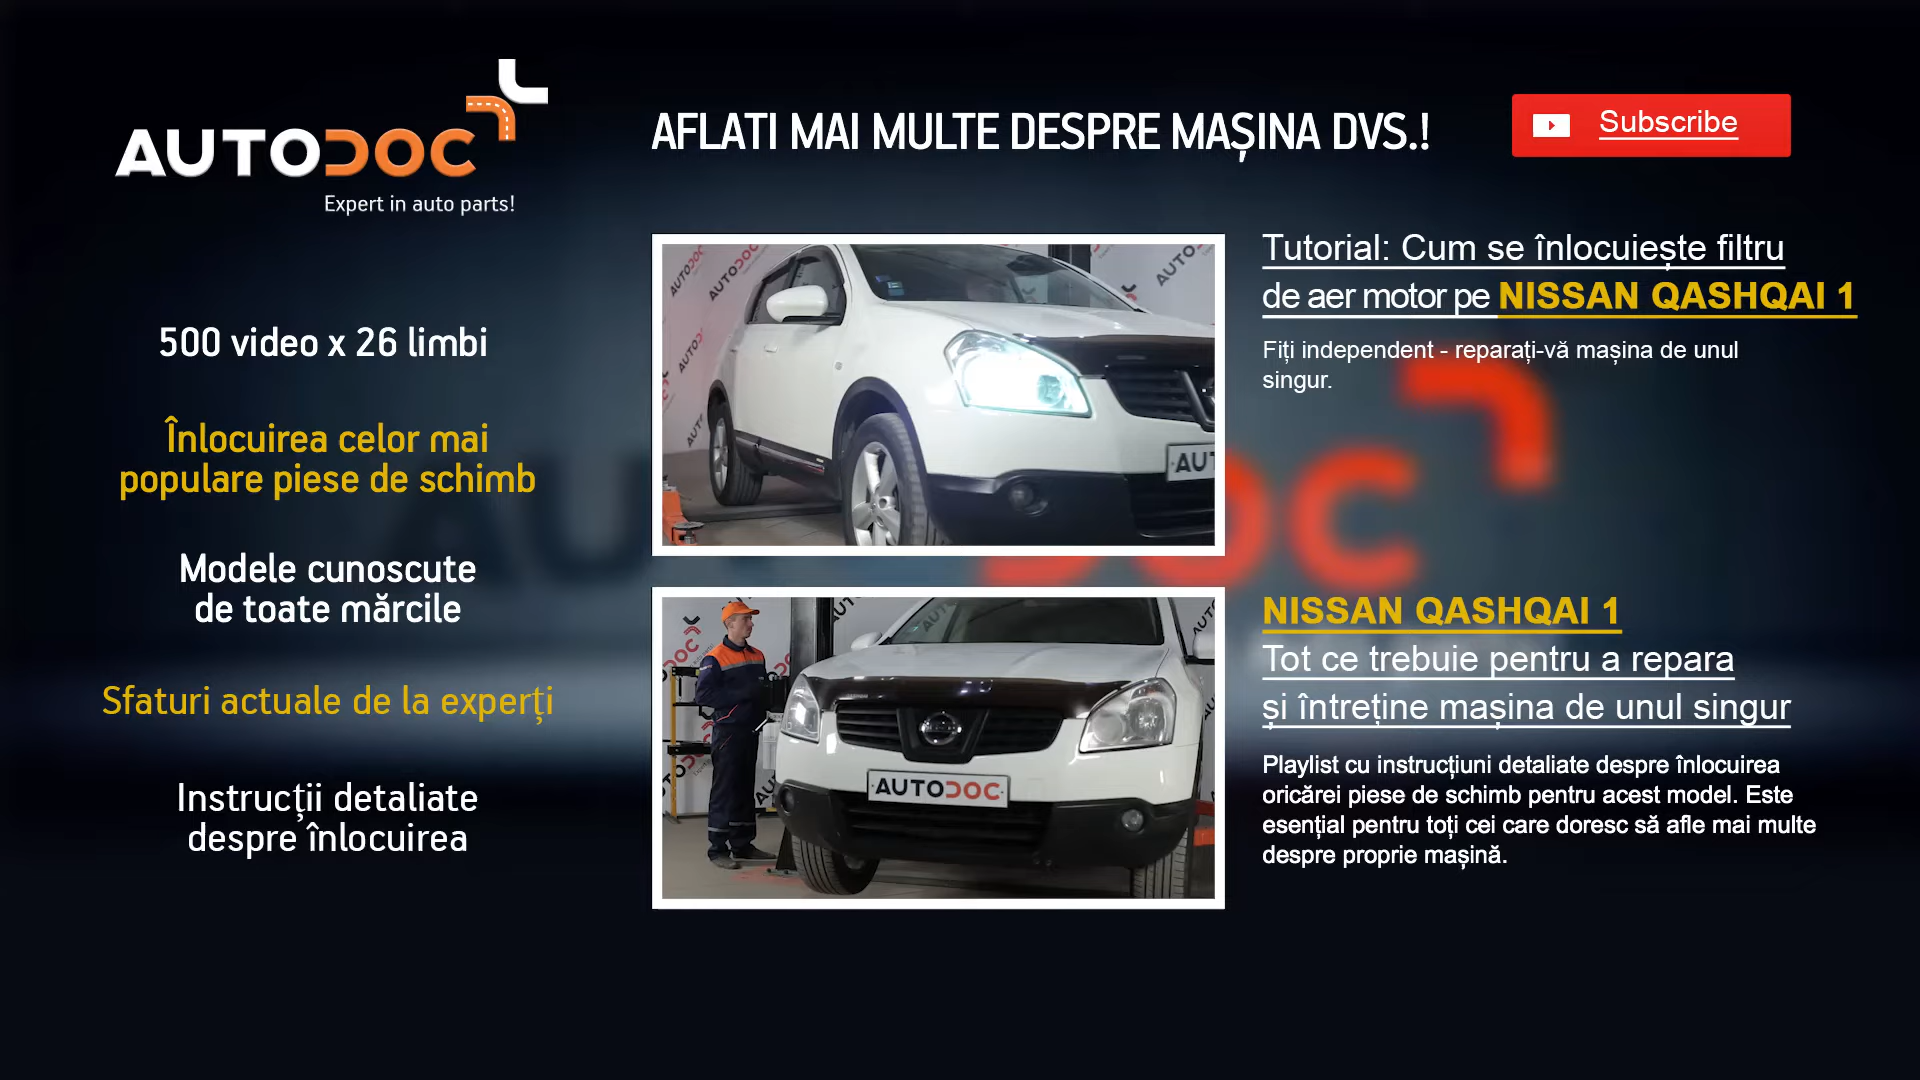 AUTODOC
Expert in auto parts!
AFLATI MAI MULTE DESPRE MAȘINA DVS.!
Subscribe
500 video x 26 limbi
Înlocuirea celor mai
populare piese de schimb
Modele cunoscute
de toate mărcile
Sfaturi actuale de la experți
Instrucții detaliate
despre înlocuirea
Tutorial: Cum se înlocuiește filtru
de aer motor pe NISSAN QASHQAI 1
Fiți independent - reparați-vă mașina de unul
singur.
NISSAN QASHQAI 1
Tot ce trebuie pentru a repara
și întreține mașina de unul singur
Playlist cu instrucțiuni detaliate despre înlocuirea
oricărei piese de schimb pentru acest model. Este
esențial pentru toți cei care doresc să afle mai multe
despre proprie mașină.
AUTODOC